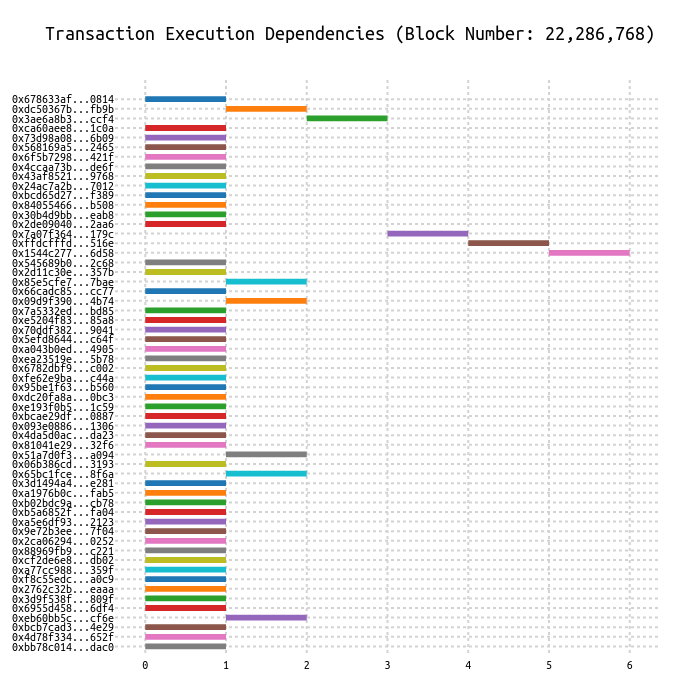 Transaction Execution Dependencies (Block Number: 22,286,768)
0x678633af...0814
0xdc50367b...fb9b
0x3ae6a8b3...ccf4
0xca60aee8...1c0a
0x73d98a08...6b09
0x568169a5...2465
0x6f5b7298...421f
0x4ccaa73b...de6f
0x43af8521...9768
0x24ac7a2b...7012
0xbcd65d27...f389
0x84055466...b508
0x30b4d9bb...eab8
0x2de09040...2aa6
0x7a07f364...179c
0xffdcfffd...516e
0x1544c277...6d58
0x545689b0...2c68
0x2d11c30e...357b
0x85e5cfe7...7bae
0x66cadc85...cc77
0x09d9f390...4b74
0x7a5332ed...bd85
0xe5204f83...85a8
0x70ddf382...9041
0x5efd8644...c64f
0xa043b0ed...4905
0xea23519e...5b78
0x6782dbf9...c002
0xfe62e9ba...c44a
0x95be1f63...b560
0xdc20fa8a...0bc3
0xe193f0b5...1c59
0xbcae29df...0887
0x093e0886...1306
0x4da5d0ac...da23
0x81041e29...32f6
0x51a7d0f3...a094
0x06b386cd...3193
0x65bc1fce...8f6a
0x3d1494a4...e281
0xa1976b0c...fab5
0xb02bdc9a...cb78
0xb5a6852f...fa04
0xa5e6df93...2123
0x9e72b3ee...7f04
0x2ca06294...0252
0x88969fb9...c221
0xcf2de6e8...db02
0xa77cc988...359f
0xf8c55edc...a0c9
0x2762c32b...eaaa
0x3d9f538f...809f
0x6955d458...6df4
0xeb60bb5c...cf6e
0xbcb7cad3...4e29
0x4d78f334...652f
0xbb78c014...dac0
0 1 2 3 4 5 6